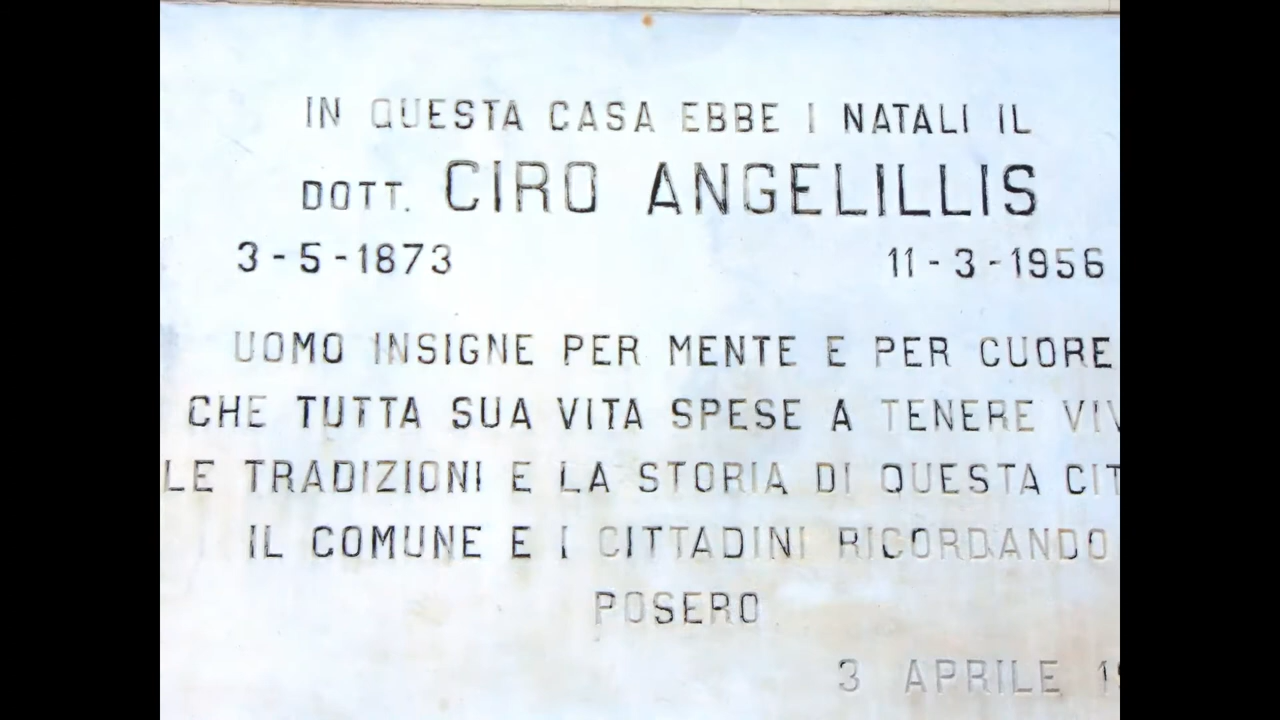 IN QUESTA CASA EBBE I NATALI IL
DOTT. CIRO ANGELILLIS
3-5-1873 11-3-1956
UOMO INSIGNE PER MENTE E PER CUORE
CHE TUTTA SUA VITA SPESE A TENERE
LE TRADIZIONI E LA STORIA DI QUESTA
IL COMUNE E I CITTADINI RICORDANDO
POSERO
3 APRILE